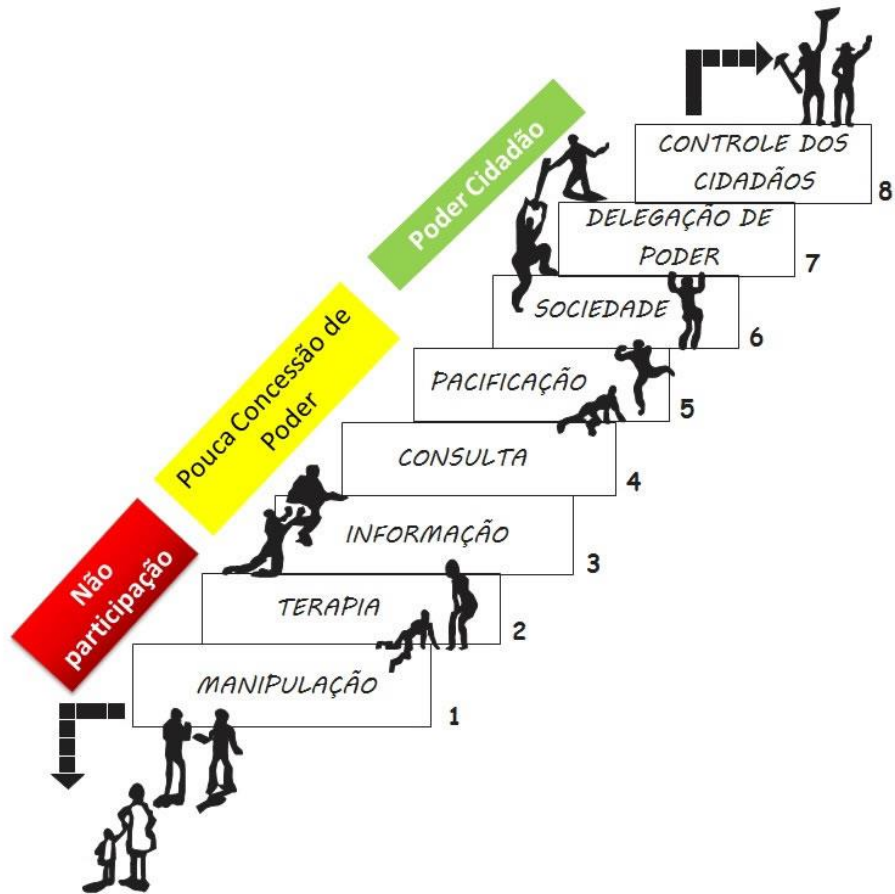 CONTROLE DOS
CIDADÃOS
8
DELEGAÇÃO DE
PODER
7
SOCIEDADE
6
PACIFICAÇÃO
5
CONSULTA
4
INFORMAÇÃO
3
TERAPIA
2
MANIPULAÇÃO
1
Poder Cidadão
Pouca Concessão de
Poder
Não
participação